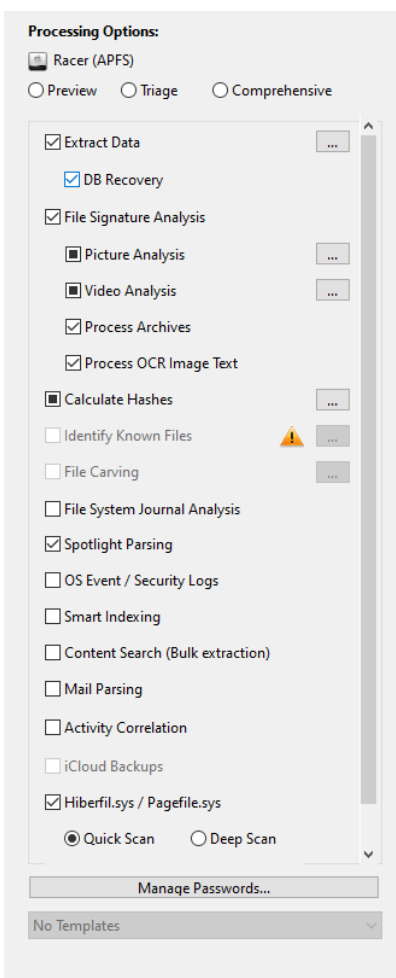 Processing Options:
Racer (APFS)
Preview Triage Comprehensive
Extract Data ...
DB Recovery
File Signature Analysis
Picture Analysis ...
Video Analysis ...
Process Archives
Process OCR Image Text
Calculate Hashes ...
Identify Known Files ...
File Carving ...
File System Journal Analysis
Spotlight Parsing
OS Event / Security Logs
Smart Indexing
Content Search (Bulk extraction)
Mail Parsing
Activity Correlation
iCloud Backups
Hiberfil.sys / Pagefile.sys
Quick Scan Deep Scan
Manage Passwords...
No Templates